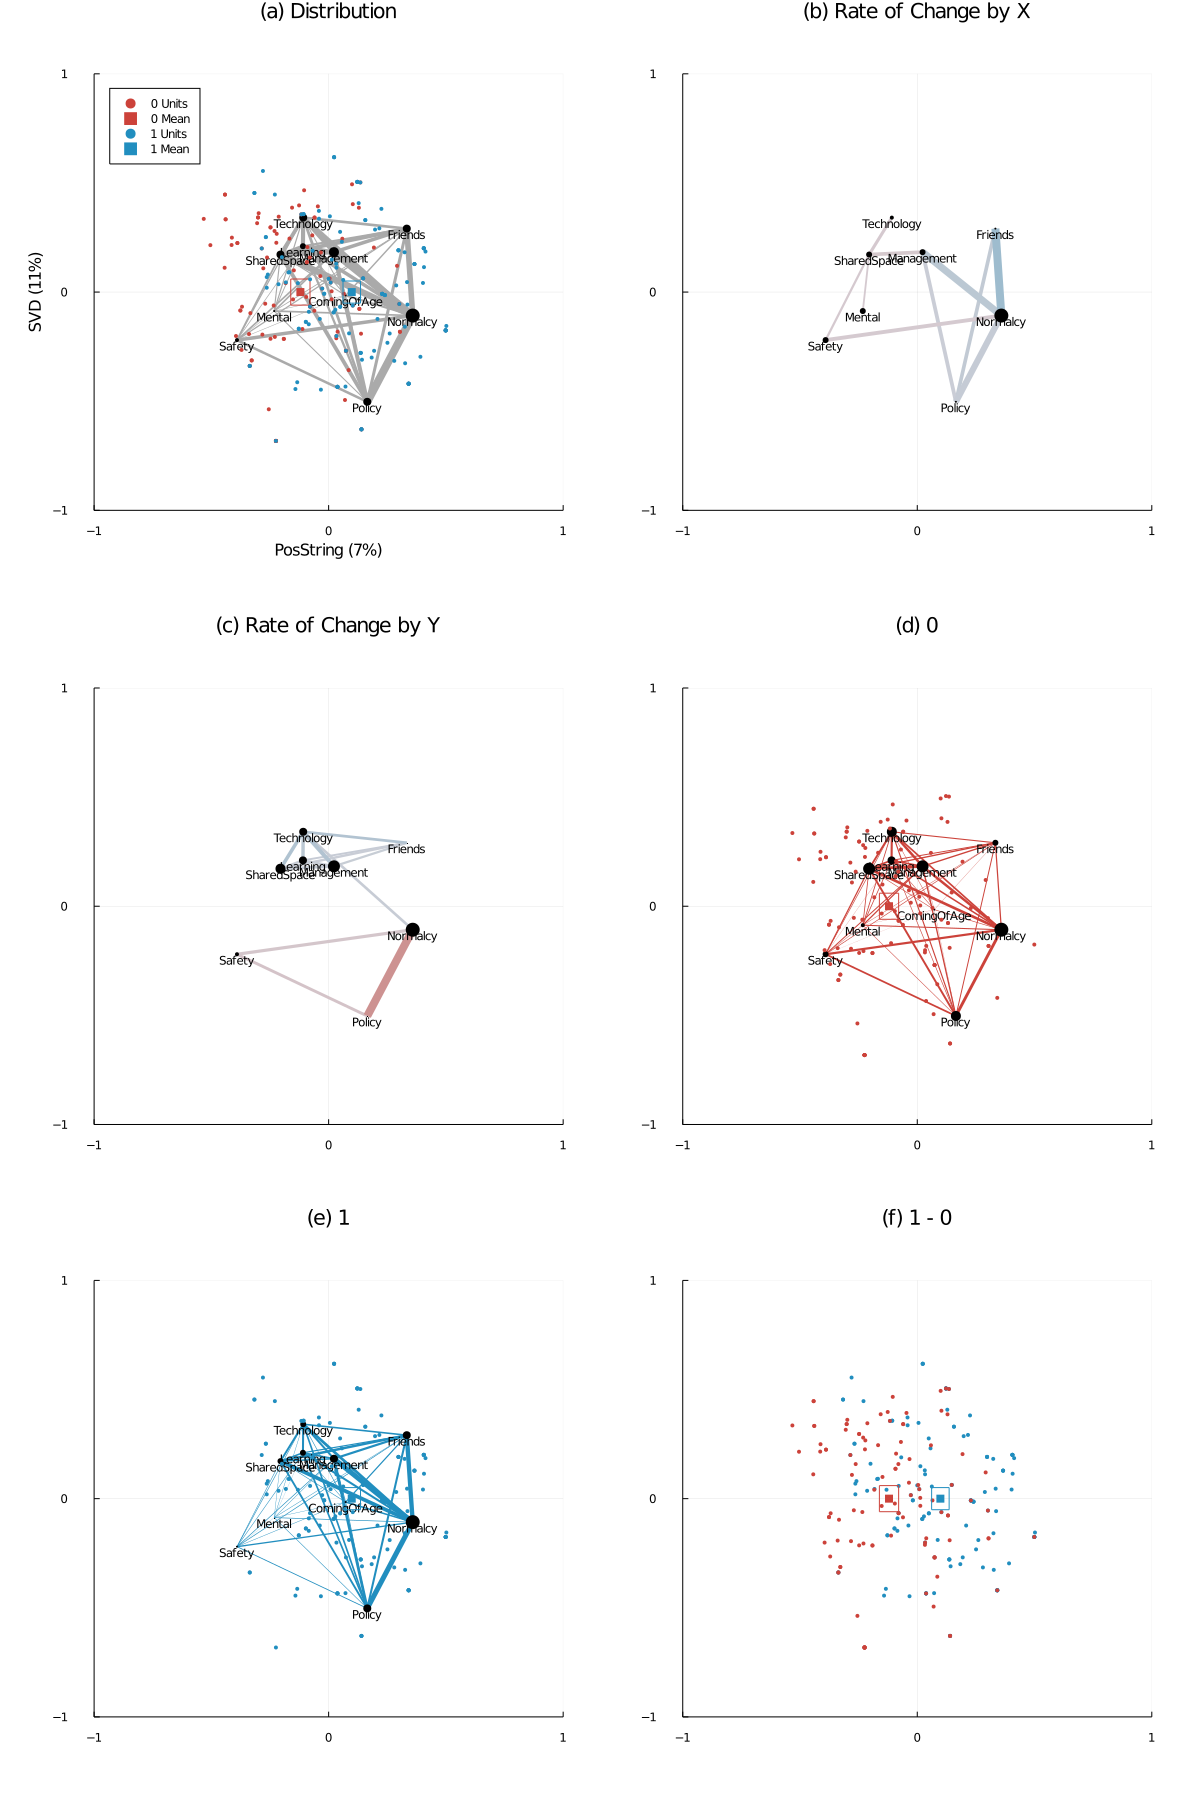 (a) Distribution
(b) Rate of Change by X
1
0
−1
SVD (11%)
0 Units
0 Mean
1 Units
1 Mean
Technology
Friends
Learning
SharedSpace
Management
ComingOfAge
Mental
Normalcy
Safety
Policy
−1
0
1
PosString (7%)
1
0
−1
Technology
Friends
SharedSpace
Management
Mental
Normalcy
Safety
Policy
−1
0
1
(c) Rate of Change by Y
(d) 0
1
0
−1
Technology
Friends
Learning
SharedSpace
Management
Normalcy
Safety
Policy
−1
0
1
1
0
−1
Technology
Friends
Learning
SharedSpace
Management
ComingOfAge
Mental
Normalcy
Safety
Policy
−1
0
1
(e) 1
(f) 1 - 0
1
0
−1
Technology
Friends
Learning
SharedSpace
Management
ComingOfAge
Mental
Normalcy
Safety
Policy
−1
0
1
1
0
−1
−1
0
1